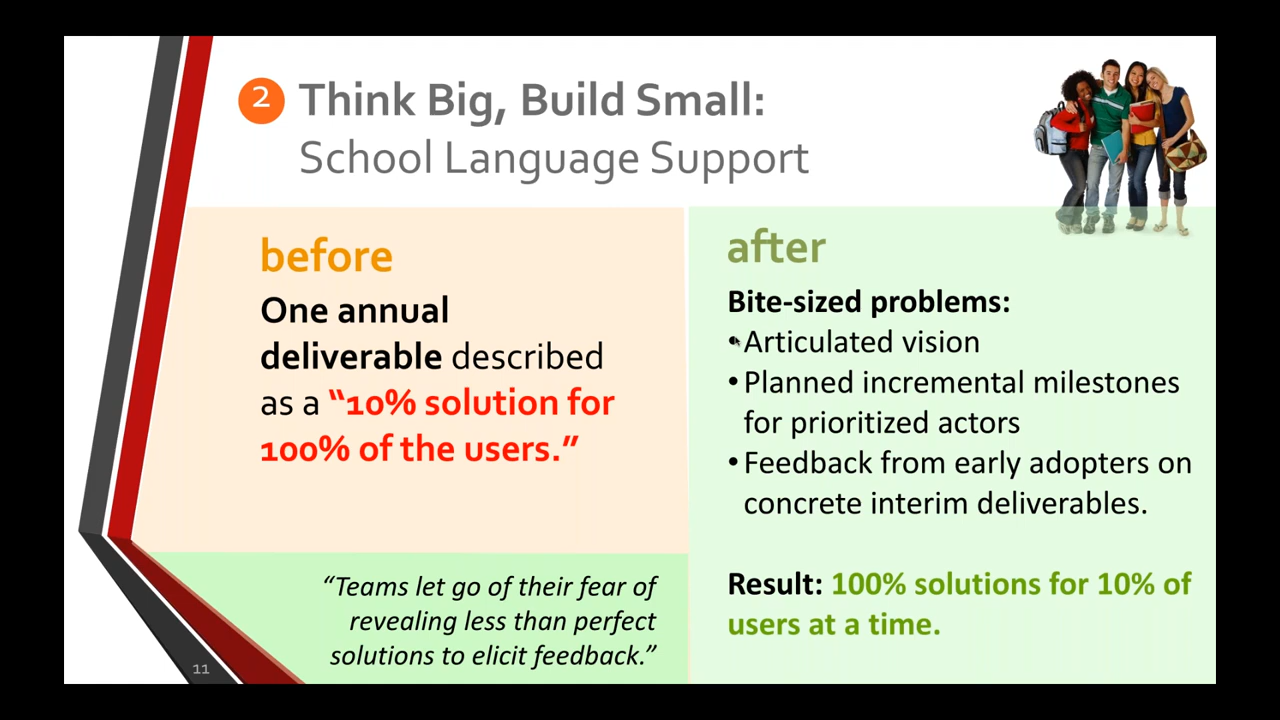 2 Think Big, Build Small:
School Language Support
before
One annual
deliverable described
as a “10% solution for
100% of the users.”
“Teams let go of their fear of
revealing less than perfect
solutions to elicit feedback.”
after
Bite-sized problems:
•Articulated vision
•Planned incremental milestones
for prioritized actors
•Feedback from early adopters on
concrete interim deliverables.
Result: 100% solutions for 10% of
users at a time.
11